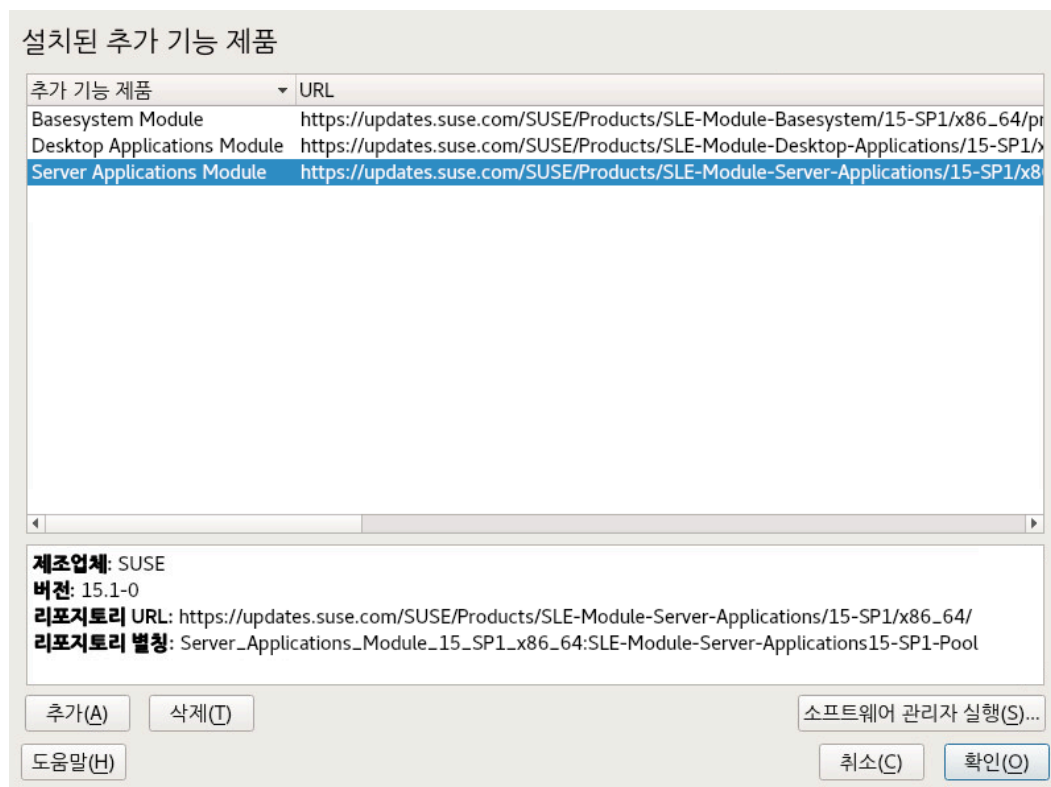 설치된 추가 기능 제품
추가 기능 제품 URL
Basesystem Module https://updates.suse.com/SUSE/Products/SLE-Module-Basesystem/15-SP1/x86_64/pr
Desktop Applications Module https://updates.suse.com/SUSE/Products/SLE-Module-Desktop-Applications/15-SP1/x
Server Applications Module https://updates.suse.com/SUSE/Products/SLE-Module-Server-Applications/15-SP1/x8
제조업체: SUSE
버전: 15.1-0
리포지토리 URL: https://updates.suse.com/SUSE/Products/SLE-Module-Server-Applications/15-SP1/x86_64/
리포지토리 별칭: Server_Applications_Module_15_SP1_x86_64:SLE-Module-Server-Applications15-SP1-Pool
추가(A) 삭제(T) 소프트웨어 관리자 실행(S)...
도움말(H) 취소(C) 확인(O)